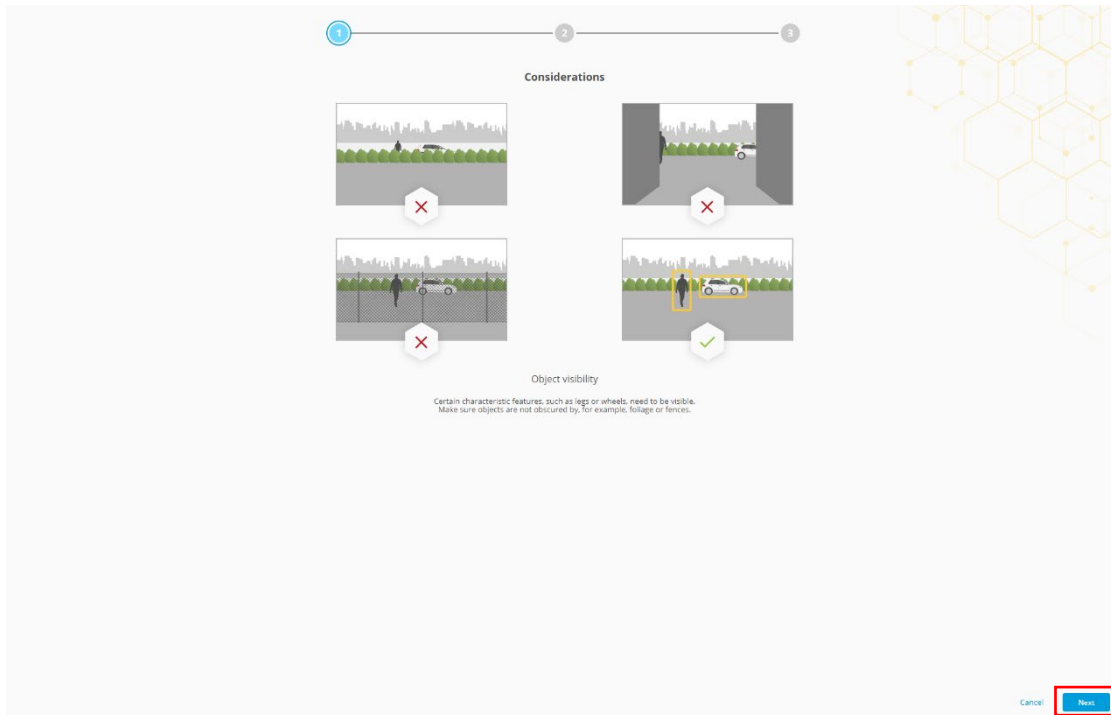 1 2 3
Considerations
Object visibility
Certain characteristic features, such as legs or wheels, need to be visible.
Make sure objects are not obscured by, for example, foliage or fences.
Cancel Next